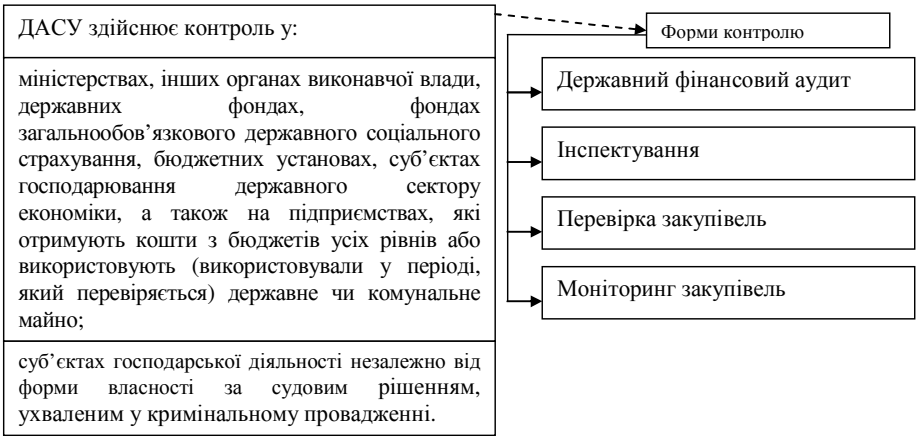 ДАСУ здійснює контроль у:
міністерствах, інших органах виконавчої влади,
державних фондах, фондах
загальнообов’язкового державного соціального
страхування, бюджетних установах, суб’єктах
господарювання державного сектору
економіки, а також на підприємствах, які
отримують кошти з бюджетів усіх рівнів або
використовують (використовували у періоді,
який перевіряється) державне чи комунальне
майно;
суб’єктах господарської діяльності незалежно від
форми власності за судовим рішенням,
ухваленим у кримінальному провадженні.
Форми контролю
Державний фінансовий аудит
Інспектування
Перевірка закупівель
Моніторинг закупівель